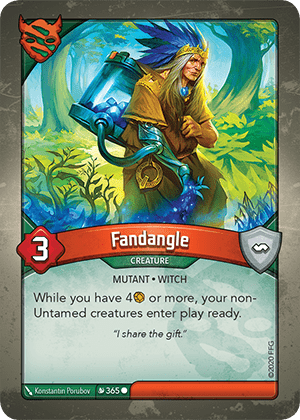 Fandangle
CREATURE
3
MUTANT • WITCH
While you have 4 or more, your non-
Untamed creatures enter play ready.
"I share the gift."
Konstantin Porubov
365
©2020 FFG